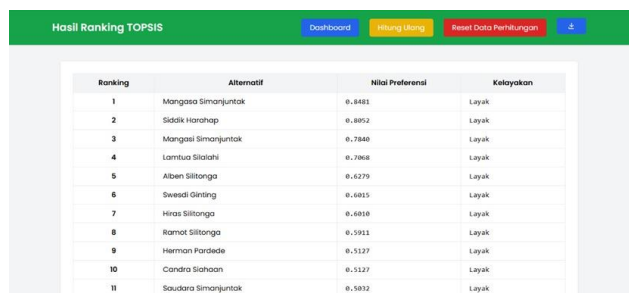 Hasil Ranking TOPSIS Dashboard Hitung Ulang Reset Data Perhitungan
Ranking Alternatif Nilai Preferensi Kelayakan
1 Mangasa Simanjuntak 0.8481 Layak
2 Siddik Harahap 0.8052 Layak
3 Mangasi Simanjuntak 0.7840 Layak
4 Lamtua Silalahi 0.7068 Layak
5 Alben Silitonga 0.6279 Layak
6 Swesdi Ginting 0.6015 Layak
7 Hiras Silitonga 0.6010 Layak
8 Ramot Silitonga 0.5911 Layak
9 Herman Pardede 0.5127 Layak
10 Candra Siahaan 0.5127 Layak
11 Saudara Simanjuntak 0.5032 Layak